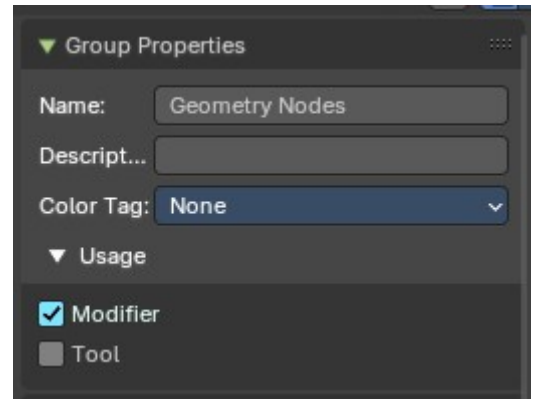 Group Properties
Name: Geometry Nodes
Descript...
Color Tag: None
Usage
Modifier
Tool